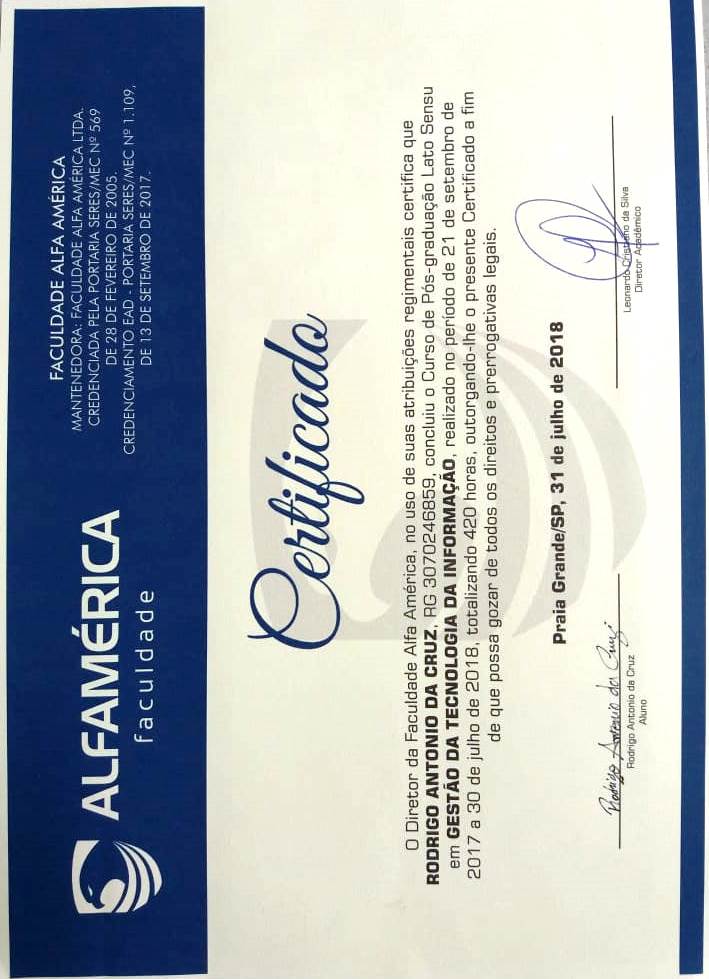 ALFAMÉRICA
faculdade
FACULDADE ALFA AMÉRICA
MANTENEDORA: FACULDADE ALFA AMÉRICA LTDA.
CREDENCIADA PELA PORTARIA SERES/MEC Nº 569
DE 28 DE FEVEREIRO DE 2005.
CREDENCIAMENTO EAD - PORTARIA SERES/MEC Nº 1.109,
DE 13 DE SETEMBRO DE 2017.
Certificado
O Diretor da Faculdade Alfa América, no uso de suas atribuições regimentais certifica que
RODRIGO ANTONIO DA CRUZ, RG 3070246859, concluiu o Curso de Pós-graduação Lato Sensu
em GESTÃO DA TECNOLOGIA DA INFORMAÇÃO, realizado no período de 21 de setembro de
2017 a 30 de julho de 2018, totalizando 420 horas, outorgando-lhe o presente Certificado a fim
de que possa gozar de todos os direitos e prerrogativas legais.
Praia Grande/SP, 31 de julho de 2018
Rodrigo Antonio da Cruz
Rodrigo Antonio da Cruz
Aluno
Leonardo Cristiano da Silva
Diretor Acadêmico